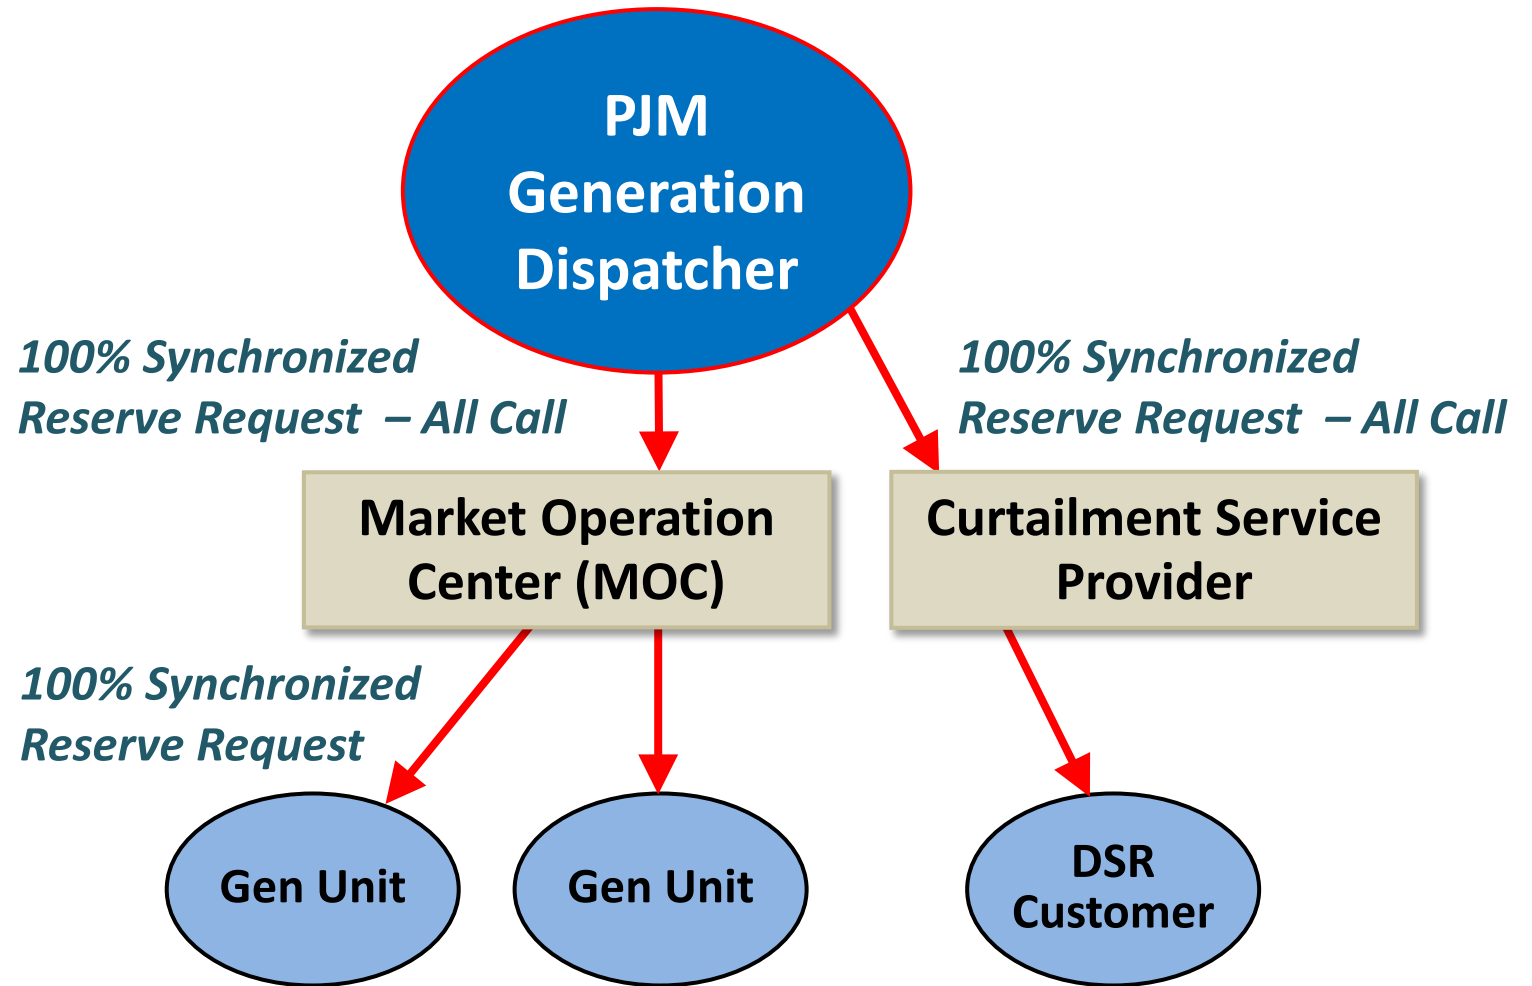 PJM
Generation
Dispatcher
100% Synchronized
Reserve Request – All Call
100% Synchronized
Reserve Request – All Call
Market Operation
Center (MOC)
Curtailment Service
Provider
100% Synchronized
Reserve Request
Gen Unit
Gen Unit
DSR
Customer